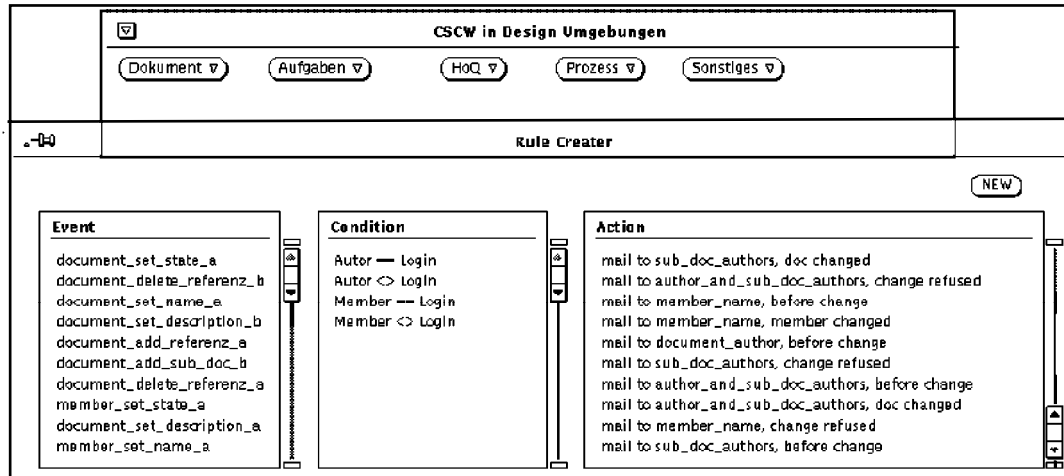 CSCW in Design Umgebungen
Dokument Aufgaben HoQ Prozess Sonstiges
Rule Creater
NEW
Event
document_set_state_a
document_delete_referenz_b
document_set_name_a
document_set_description_b
document_add_referenz_a
document_add_sub_doc_b
document_delete_referenz_a
member_set_state_a
document_set_description_a
member_set_name_a
Condition
Autor == Login
Autor <> Login
Member == Login
Member <> Login
Action
mail to sub_doc_authors, doc changed
mail to author_and_sub_doc_authors, change refused
mail to member_name, before change
mail to member_name, member changed
mail to document_author, before change
mail to sub_doc_authors, change refused
mail to author_and_sub_doc_authors, before change
mail to author_and_sub_doc_authors, doc changed
mail to member_name, change refused
mail to sub_doc_authors, before change